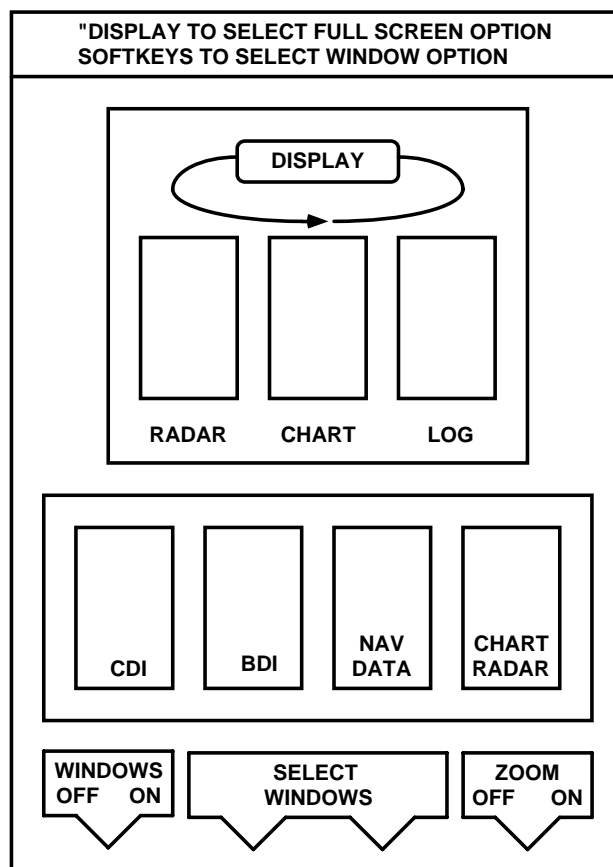 "DISPLAY TO SELECT FULL SCREEN OPTION
SOFTKEYS TO SELECT WINDOW OPTION
DISPLAY
RADAR CHART LOG
CDI
BDI
NAV
DATA
CHART
RADAR
WINDOWS
OFF ON
SELECT
WINDOWS
ZOOM
OFF ON